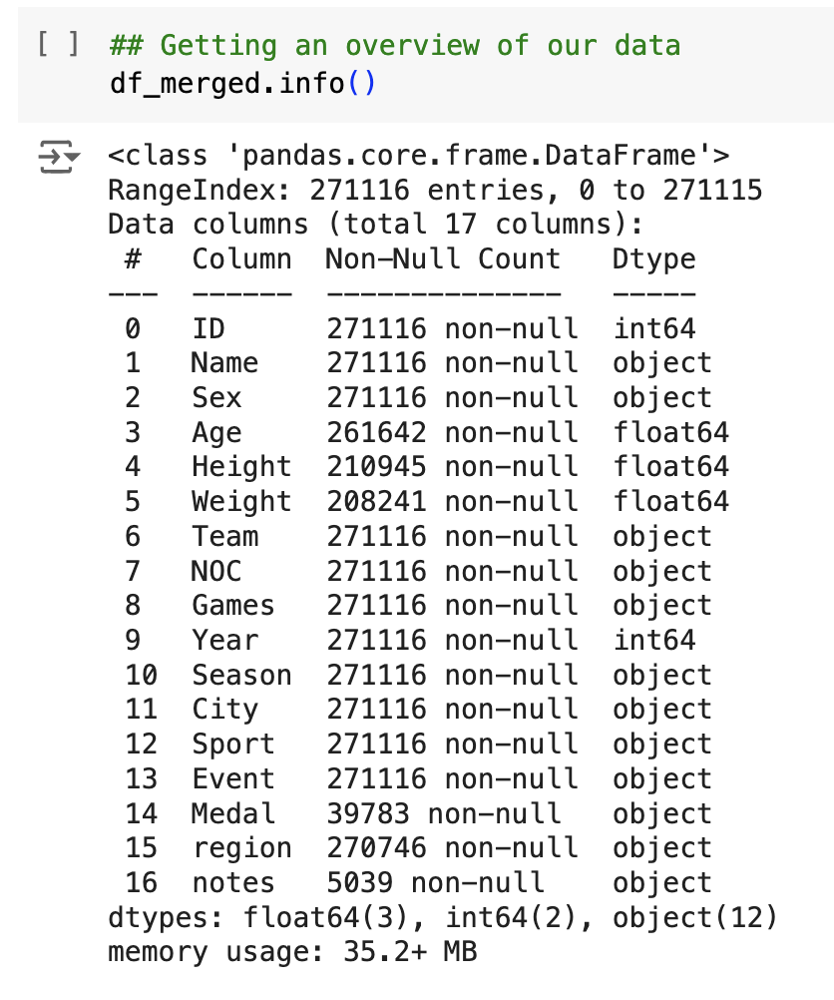 [ ] ## Getting an overview of our data
df_merged.info()
<class 'pandas.core.frame.DataFrame'>
RangeIndex: 271116 entries, 0 to 271115
Data columns (total 17 columns):
 #   Column  Non-Null Count   Dtype
---  ------  --------------   -----
 0   ID      271116 non-null  int64
 1   Name    271116 non-null  object
 2   Sex     271116 non-null  object
 3   Age     261642 non-null  float64
 4   Height  210945 non-null  float64
 5   Weight  208241 non-null  float64
 6   Team    271116 non-null  object
 7   NOC     271116 non-null  object
 8   Games   271116 non-null  object
 9   Year    271116 non-null  int64
 10  Season  271116 non-null  object
 11  City    271116 non-null  object
 12  Sport   271116 non-null  object
 13  Event   271116 non-null  object
 14  Medal   39783 non-null   object
 15  region  270746 non-null  object
 16  notes   5039 non-null    object
dtypes: float64(3), int64(2), object(12)
memory usage: 35.2+ MB